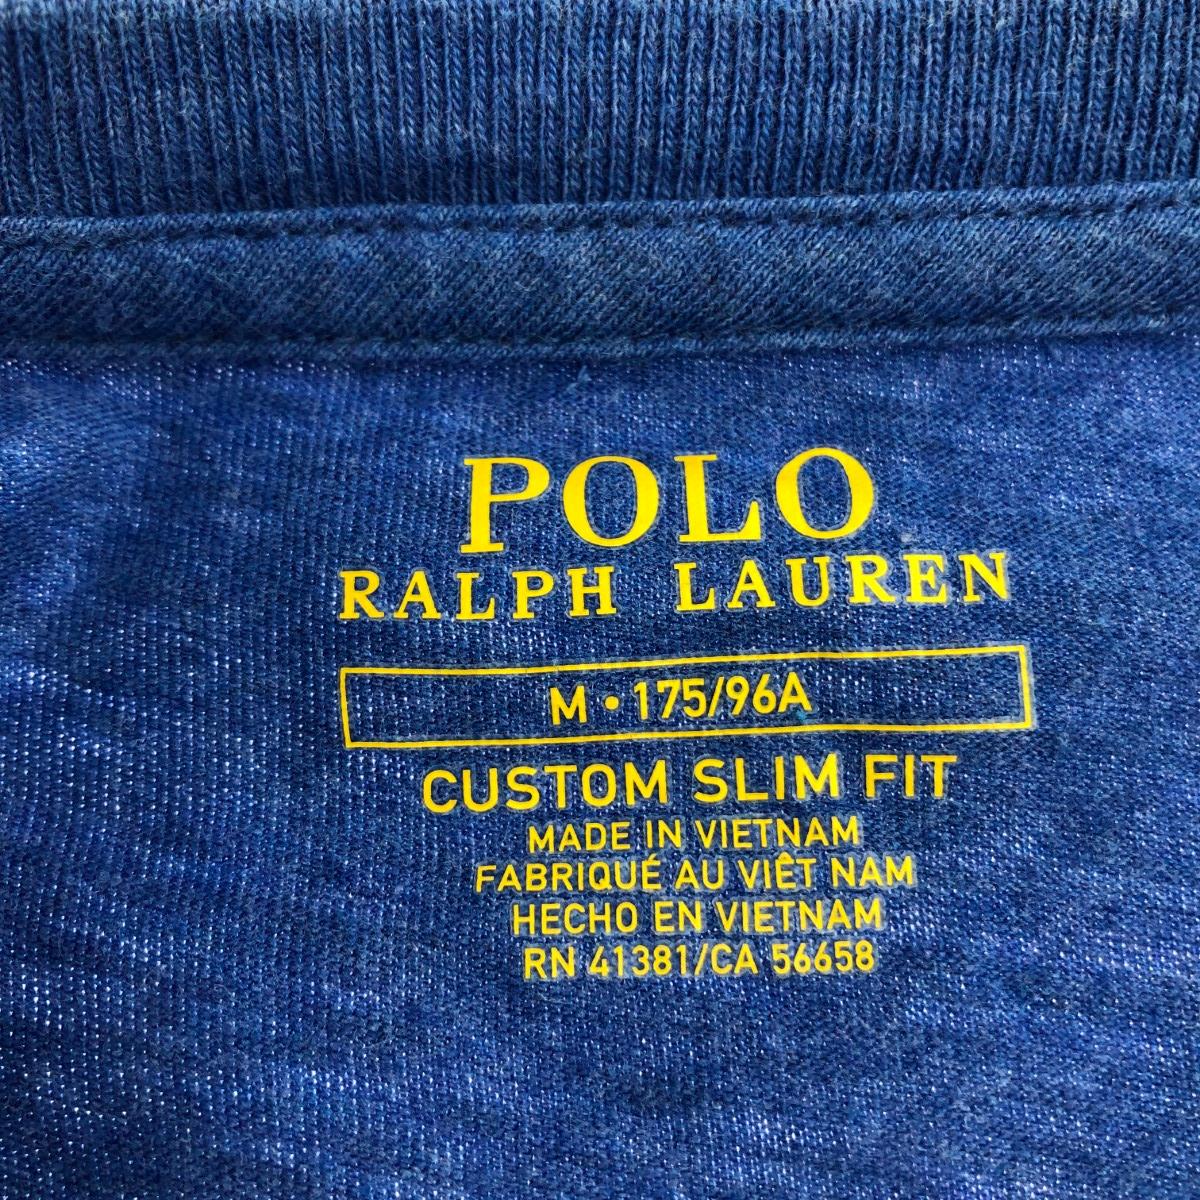 POLO
RALPH LAUREN
M • 175/96A
CUSTOM SLIM FIT
MADE IN VIETNAM
FABRIQUÉ AU VIÊT NAM
HECHO EN VIETNAM
RN 41381/CA 56658